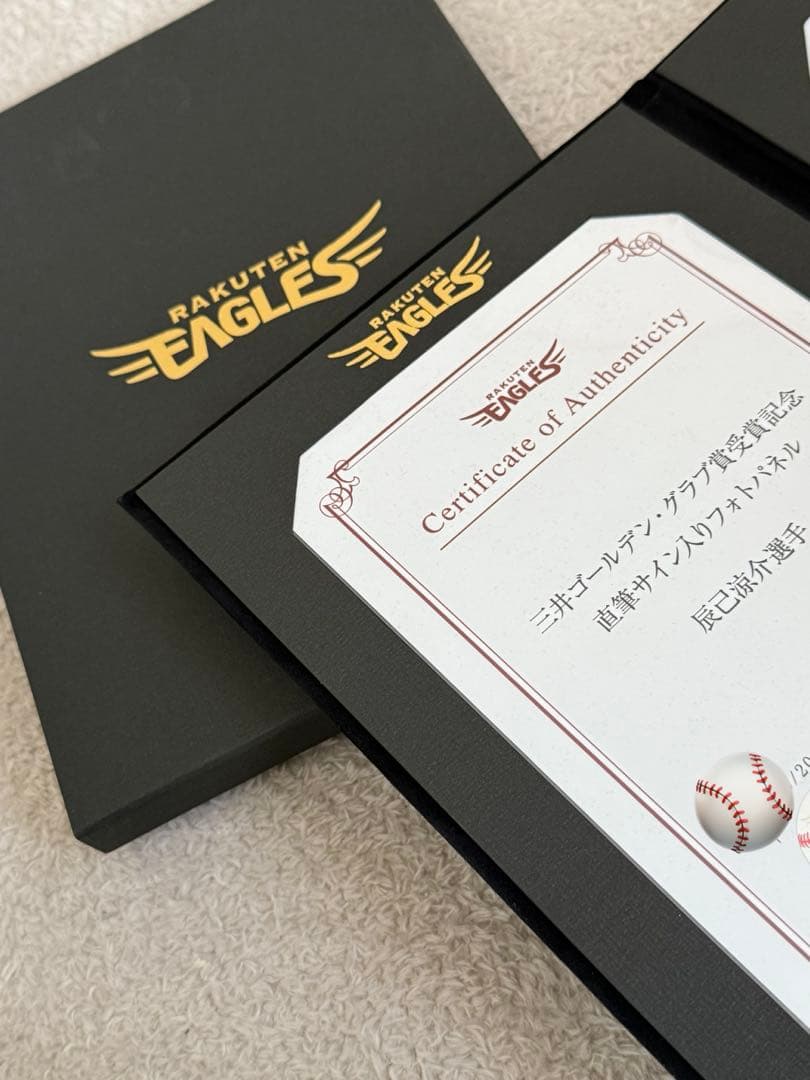 RAKUTEN
EAGLES
RAKUTEN
EAGLES
RAKUTEN
EAGLES
Certificate of Authenticity
三井ゴールデン・グラブ賞受賞記念
直筆サイン入りフォトパネル
辰己涼介選手
/20